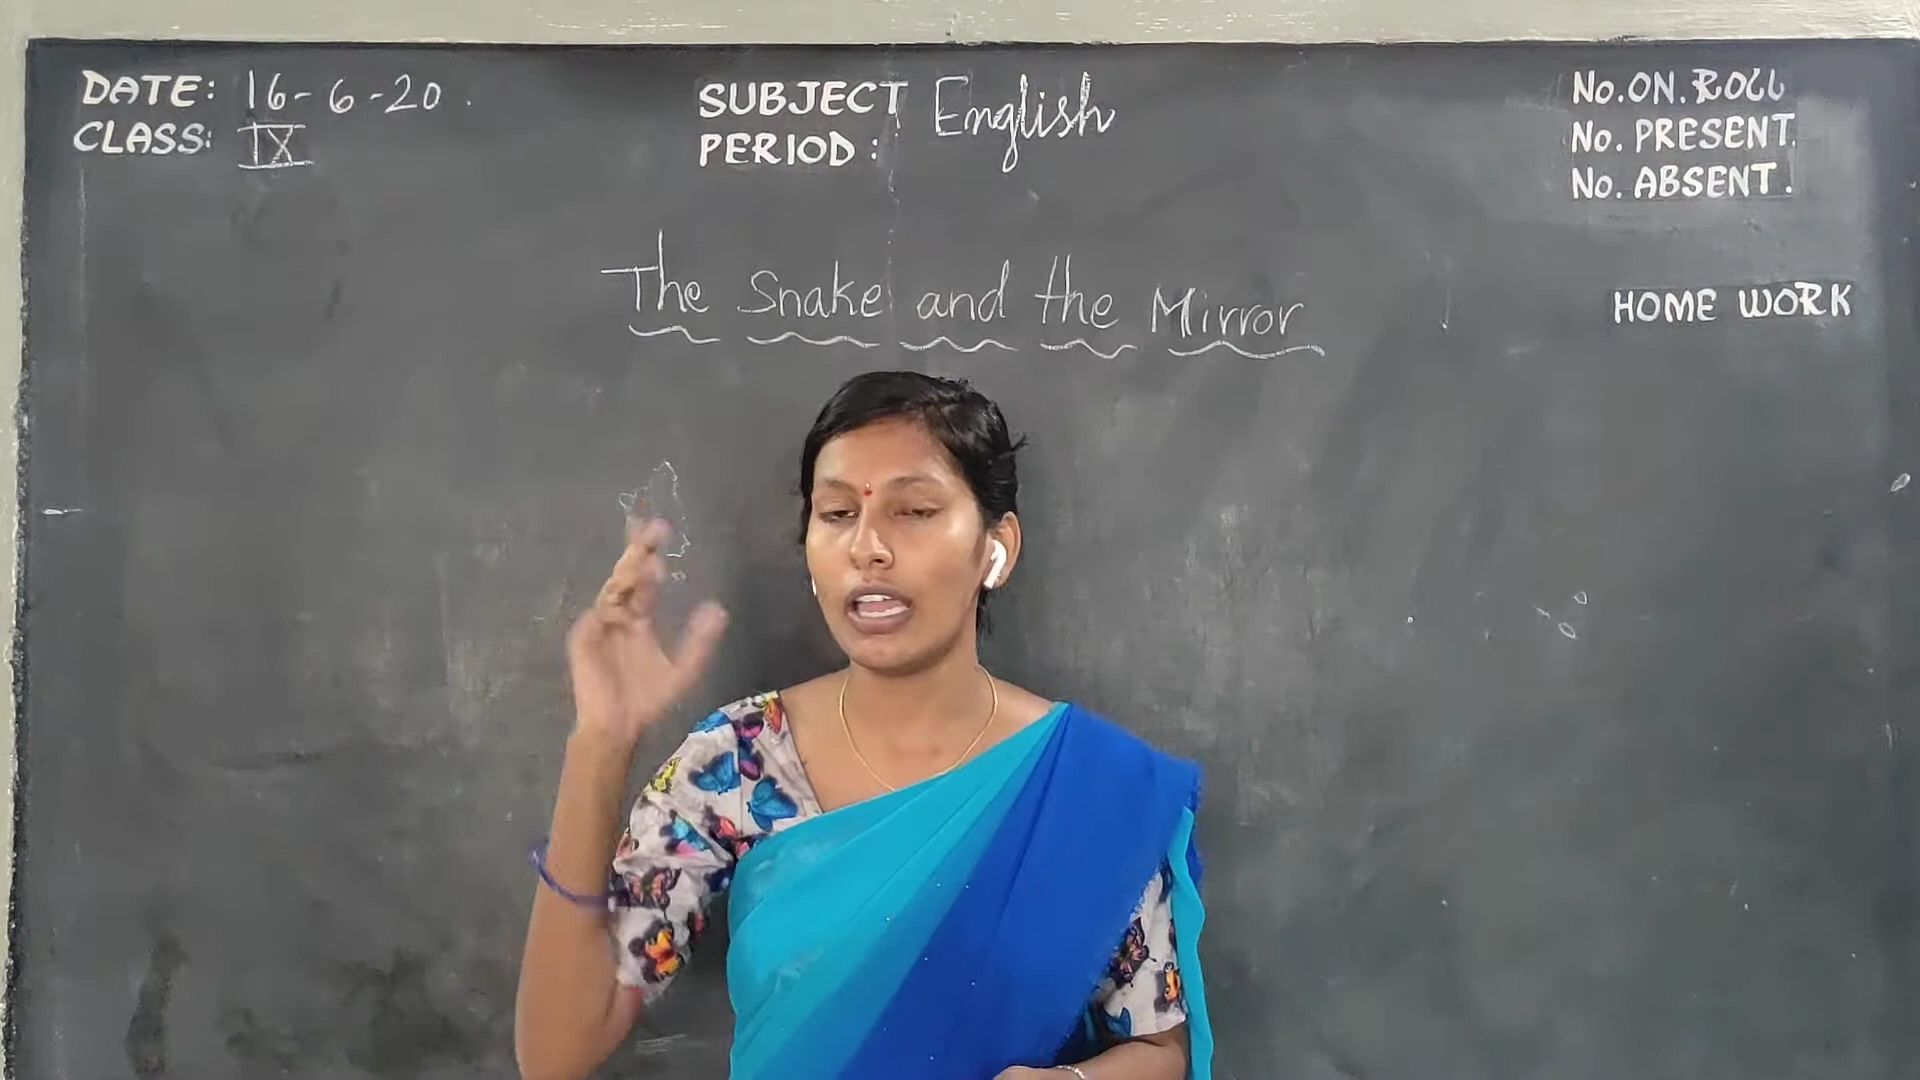 DATE: 16-6-20.
CLASS: IX
SUBJECT English
PERIOD:
No.ON.ROLL
No. PRESENT.
No. ABSENT.
The Snake and the Mirror
HOME WORK